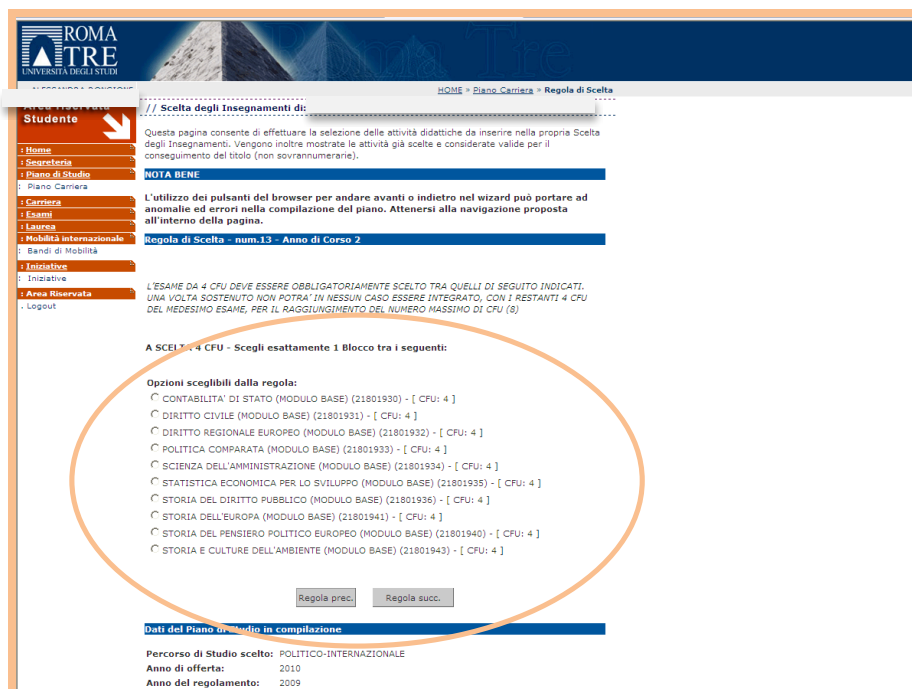 ROMA
TRE
UNIVERSITÀ DEGLI STUDI
Roma Tre
HOME » Piano Carriera » Regola di Scelta
Area riservata
Studente
: Home
: Segreteria
: Piano di Studio
: Piano Carriera
: Carriera
: Esami
: Laurea
: Mobilità internazionale
: Bandi di Mobilità
: Iniziative
: Iniziative
: Area Riservata
. Logout
// Scelta degli Insegnamenti di:
Questa pagina consente di effettuare la selezione delle attività didattiche da inserire nella propria Scelta
degli Insegnamenti. Vengono inoltre mostrate le attività già scelte e considerate valide per il
conseguimento del titolo (non sovrannumerarie).
NOTA BENE
L'utilizzo dei pulsanti del browser per andare avanti o indietro nel wizard può portare ad
anomalie ed errori nella compilazione del piano. Attenersi alla navigazione proposta
all'interno della pagina.
Regola di Scelta - num.13 - Anno di Corso 2
L'ESAME DA 4 CFU DEVE ESSERE OBBLIGATORIAMENTE SCELTO TRA QUELLI DI SEGUITO INDICATI.
UNA VOLTA SOSTENUTO NON POTRA' IN NESSUN CASO ESSERE INTEGRATO, CON I RESTANTI 4 CFU
DEL MEDESIMO ESAME, PER IL RAGGIUNGIMENTO DEL NUMERO MASSIMO DI CFU (8)
A SCELTA 4 CFU - Scegli esattamente 1 Blocco tra i seguenti:
Opzioni sceglibili dalla regola:
CONTABILITA' DI STATO (MODULO BASE) (21801930) - [ CFU: 4 ]
DIRITTO CIVILE (MODULO BASE) (21801931) - [ CFU: 4 ]
DIRITTO REGIONALE EUROPEO (MODULO BASE) (21801932) - [ CFU: 4 ]
POLITICA COMPARATA (MODULO BASE) (21801933) - [ CFU: 4 ]
SCIENZA DELL'AMMINISTRAZIONE (MODULO BASE) (21801934) - [ CFU: 4 ]
STATISTICA ECONOMICA PER LO SVILUPPO (MODULO BASE) (21801935) - [ CFU: 4 ]
STORIA DEL DIRITTO PUBBLICO (MODULO BASE) (21801936) - [ CFU: 4 ]
STORIA DELL'EUROPA (MODULO BASE) (21801941) - [ CFU: 4 ]
STORIA DEL PENSIERO POLITICO EUROPEO (MODULO BASE) (21801940) - [ CFU: 4 ]
STORIA E CULTURE DELL'AMBIENTE (MODULO BASE) (21801943) - [ CFU: 4 ]
Regola prec. Regola succ.
Dati del Piano di Studio in compilazione
Percorso di Studio scelto: POLITICO-INTERNAZIONALE
Anno di offerta: 2010
Anno del regolamento: 2009